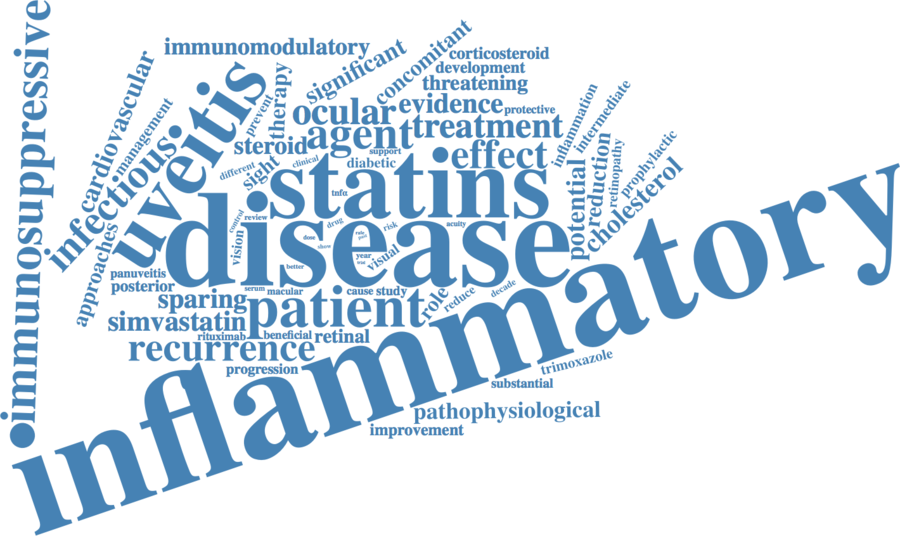 immunosuppressive
immunomodulatory
cardiovascular
management
infectious
uveitis
prevent
therapy
significant
concomitant
corticosteroid
development
threatening
ocular
evidence
protective
agent
treatment
inflammation
intermediate
steroid
support
effect
different
sight
clinical
diabetic
statins
tnfα
potential
reduction
retinopathy
prophylactic
cholesterol
approaches
control
review
vision
disease
drug
risk
acuity
dose
show
year
visual
better
panuveitis
posterior
serum
macular
cause
study
sparing
patient
role
reduce
decade
simvastatin
rituximab
beneficial
retinal
recurrence
progression
inflammatory
trimoxazole
substantial
pathophysiological
improvement